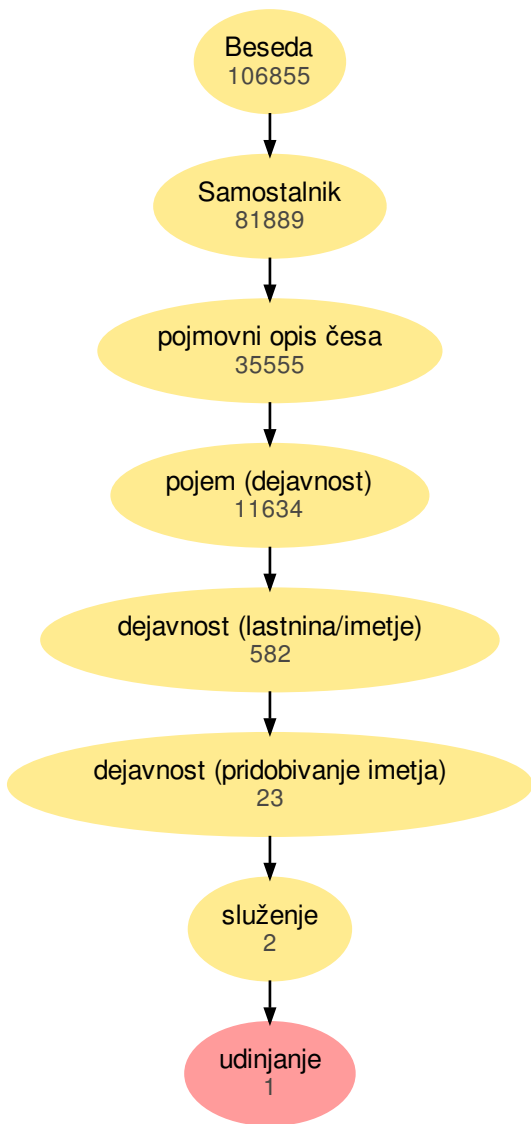 Beseda
106855
Samostalnik
81889
pojmovni opis česa
35555
pojem (dejavnost)
11634
dejavnost (lastnina/imetje)
582
dejavnost (pridobivanje imetja)
23
služenje
2
udinjanje
1